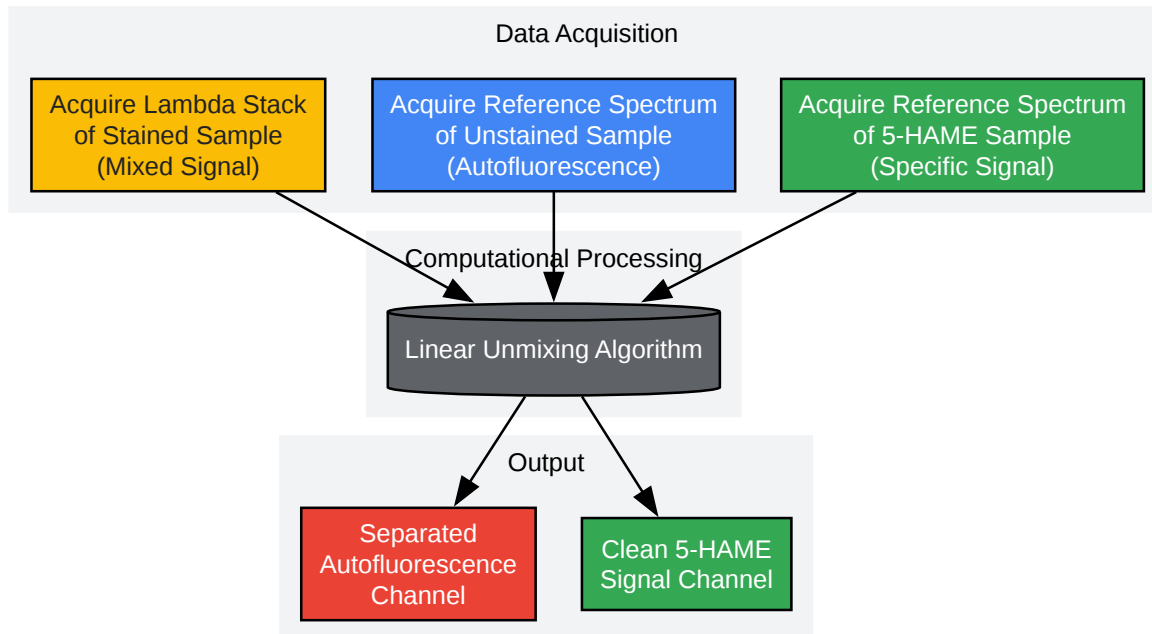 Data Acquisition
Acquire Lambda Stack
of Stained Sample
(Mixed Signal)
Acquire Reference Spectrum
of Unstained Sample
(Autofluorescence)
Acquire Reference Spectrum
of 5-HAME Sample
(Specific Signal)
Computational Processing
Linear Unmixing Algorithm
Output
Separated
Autofluorescence
Channel
Clean 5-HAME
Signal Channel